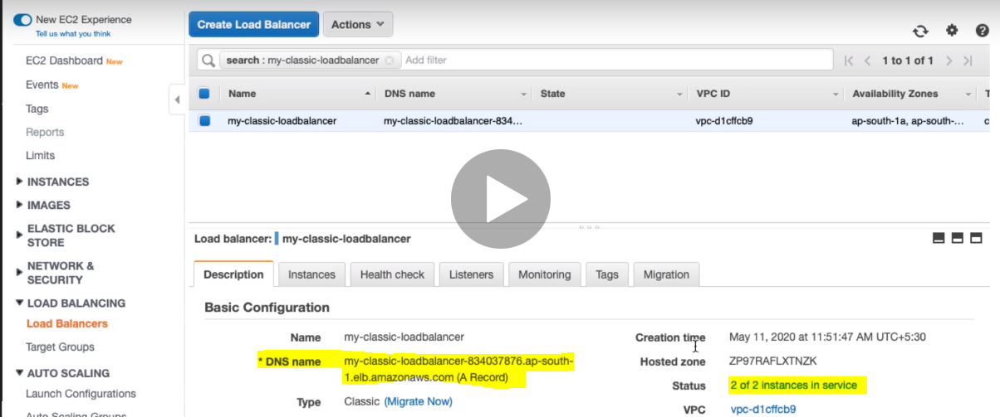 New EC2 Experience
Tell us what you think
EC2 Dashboard New
Events New
Tags
Reports
Limits
INSTANCES
IMAGES
ELASTIC BLOCK
STORE
NETWORK &
SECURITY
LOAD BALANCING
Load Balancers
Target Groups
AUTO SCALING
Launch Configurations
Auto Scaling Groups
Create Load Balancer Actions
search : my-classic-loadbalancer Add filter
1 to 1 of 1
Name DNS name State VPC ID Availability Zones
my-classic-loadbalancer my-classic-loadbalancer-834... vpc-d1cffcb9 ap-south-1a, ap-south-...
Load balancer: my-classic-loadbalancer
Description Instances Health check Listeners Monitoring Tags Migration
Basic Configuration
Name my-classic-loadbalancer
* DNS name my-classic-loadbalancer-834037876.ap-south-
1.elb.amazonaws.com (A Record)
Type Classic (Migrate Now)
Creation time May 11, 2020 at 11:51:47 AM UTC+5:30
Hosted zone ZP97RAFLXTNZK
Status 2 of 2 instances in service
VPC vpc-d1cffcb9